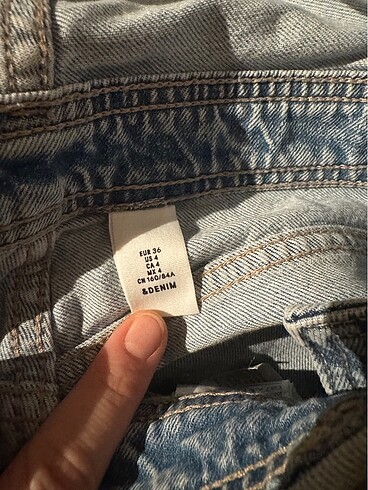 EUR 36
US 4
CA 4
MX 4
CN 160/84A
&DENIM